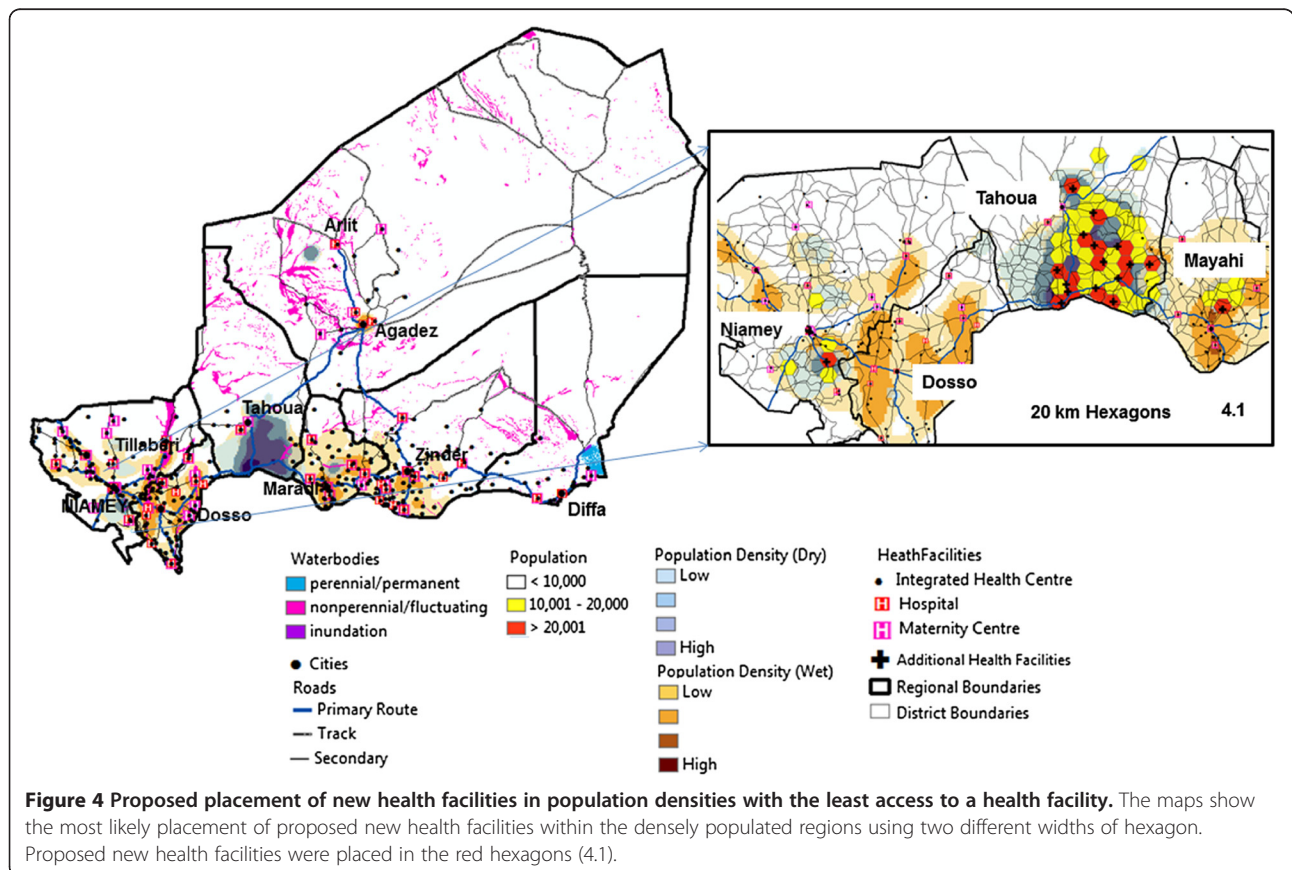 Arlit
Agadez
Tahoua
Tillaberi
Zinder
Maradi
NIAMEY
Dosso
Diffa
Tahoua
Mayahi
Niamey
Dosso
20 km Hexagons 4.1
Waterbodies
perennial/permanent
nonperennial/fluctuating
inundation
Cities
Roads
Primary Route
Track
Secondary
Population
< 10,000
10,001 - 20,000
> 20,001
Population Density (Dry)
Low
High
Population Density (Wet)
Low
High
HeathFacilities
Integrated Health Centre
H Hospital
H Maternity Centre
Additional Health Facilities
Regional Boundaries
District Boundaries
Figure 4 Proposed placement of new health facilities in population densities with the least access to a health facility. The maps show
the most likely placement of proposed new health facilities within the densely populated regions using two different widths of hexagon.
Proposed new health facilities were placed in the red hexagons (4.1).